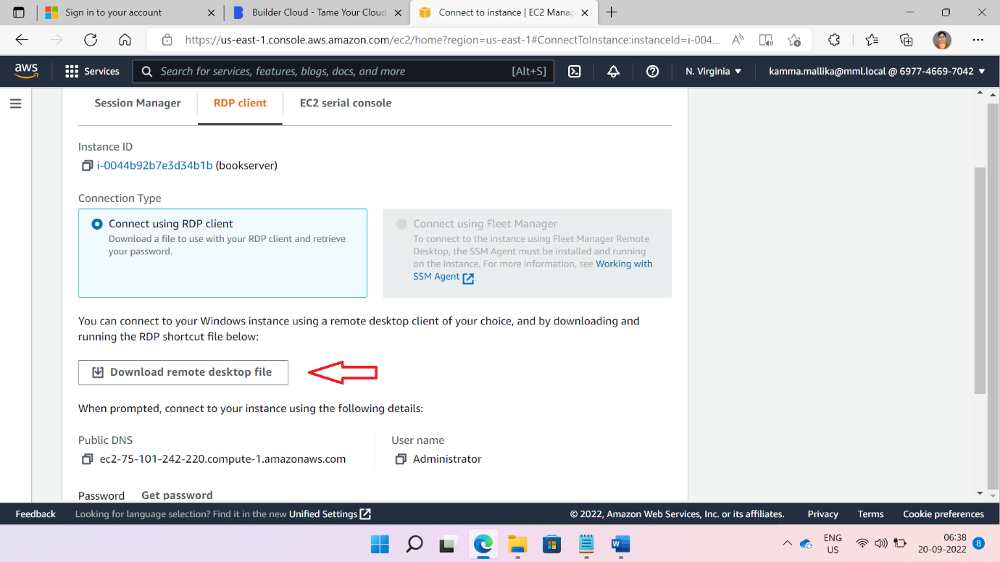 Sign in to your account
Builder Cloud - Tame Your Cloud
Connect to instance | EC2 Manag
https://us-east-1.console.aws.amazon.com/ec2/home?region=us-east-1#ConnectToInstance:instanceId=i-004...
aws
Services
Search for services, features, blogs, docs, and more
[Alt+S]
N. Virginia
kamma.mallika@mml.local @ 6977-4669-7042
Session Manager
RDP client
EC2 serial console
Instance ID
i-0044b92b7e3d34b1b (bookserver)
Connection Type
Connect using RDP client
Download a file to use with your RDP client and retrieve
your password.
Connect using Fleet Manager
To connect to the instance using Fleet Manager Remote
Desktop, the SSM Agent must be installed and running
on the instance. For more information, see Working with
SSM Agent
You can connect to your Windows instance using a remote desktop client of your choice, and by downloading and
running the RDP shortcut file below:
Download remote desktop file
When prompted, connect to your instance using the following details:
Public DNS
ec2-75-101-242-220.compute-1.amazonaws.com
User name
Administrator
Password
Get password
Feedback
Looking for language selection? Find it in the new Unified Settings
© 2022, Amazon Web Services, Inc. or its affiliates.
Privacy
Terms
Cookie preferences
ENG
US
06:38
20-09-2022
8